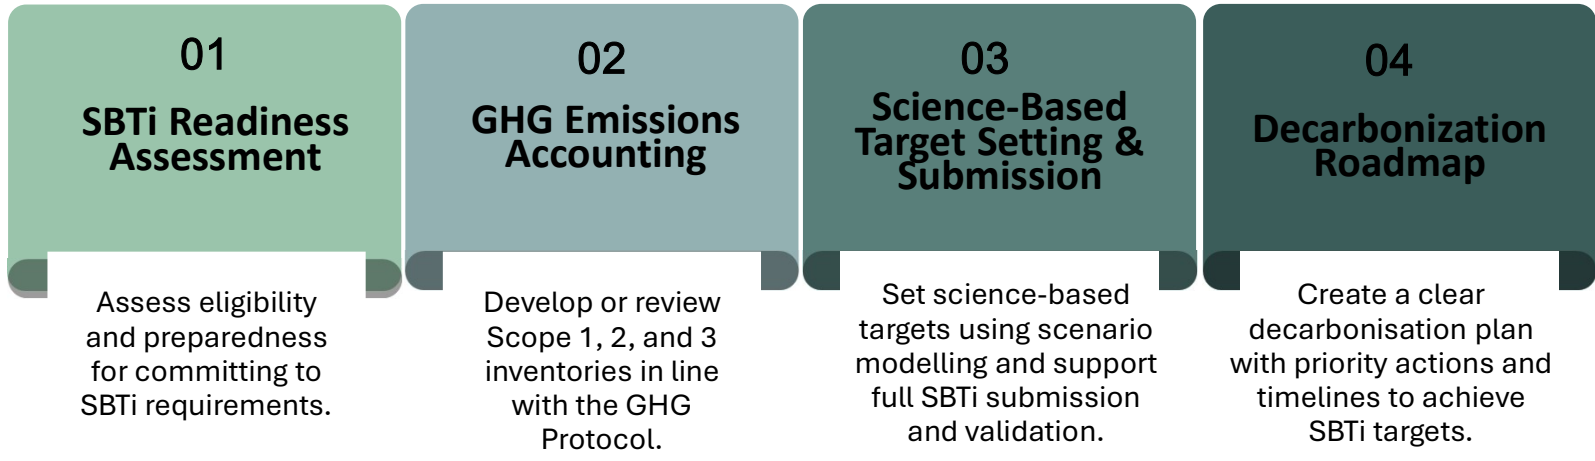 01
SBTi Readiness
Assessment
Assess eligibility
and preparedness
for committing to
SBTi requirements.
02
GHG Emissions
Accounting
Develop or review
Scope 1, 2, and 3
inventories in line
with the GHG
Protocol.
03
Science-Based
Target Setting &
Submission
Set science-based
targets using scenario
modelling and support
full SBTi submission
and validation.
04
Decarbonization
Roadmap
Create a clear
decarbonisation plan
with priority actions and
timelines to achieve
SBTi targets.